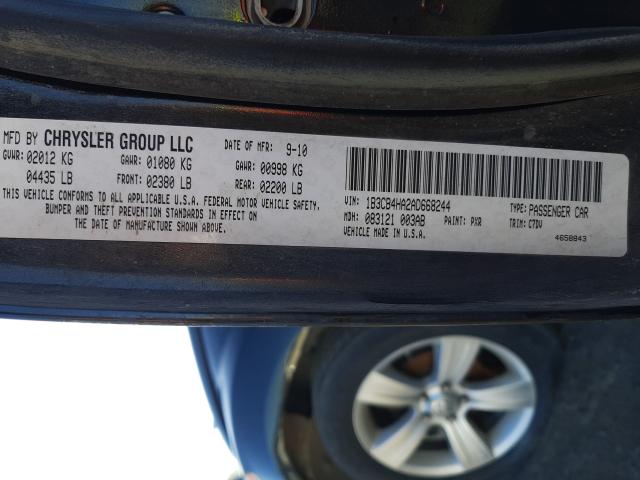 MFD BY CHRYSLER GROUP LLC DATE OF MFR: 9-10
GVWR: 02012 KG GAWR: 01080 KG GAWR: 00998 KG
04435 LB FRONT: 02380 LB REAR: 02200 LB
THIS VEHICLE CONFORMS TO ALL APPLICABLE U.S.A. FEDERAL MOTOR VEHICLE SAFETY,
BUMPER AND THEFT PREVENTION STANDARDS IN EFFECT ON
THE DATE OF MANUFACTURE SHOWN ABOVE.
VIN: 1B3CB4HA2AD668244 TYPE: PASSENGER CAR
MDH: 083121 003AB PAINT: PXR TRIM: C7DV
VEHICLE MADE IN U.S.A. 4658843